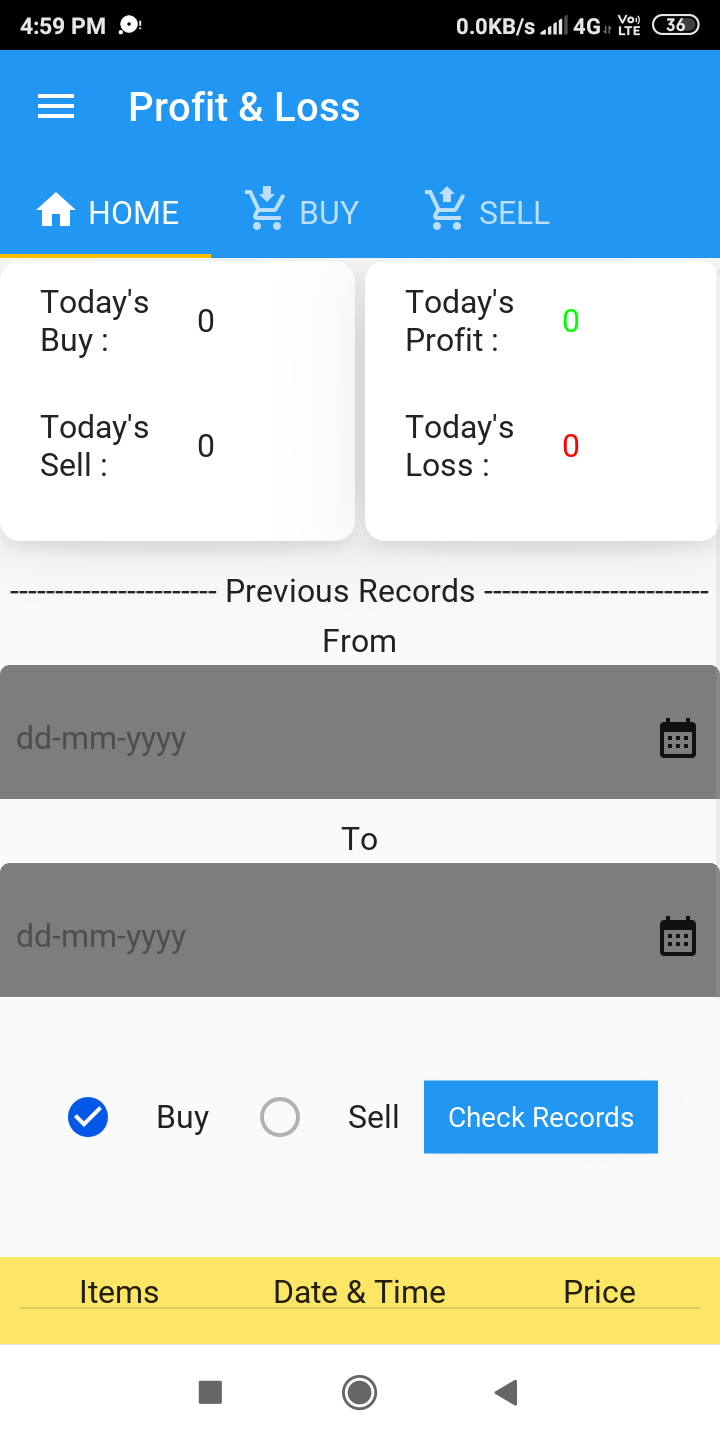 4:59 PM 0.0KB/s 4G Vo) LTE 36
Profit & Loss
HOME BUY SELL
Today's
Buy : 0
Today's
Sell : 0
Today's
Profit : 0
Today's
Loss : 0
----------------------- Previous Records -------------------------
From
dd-mm-yyyy
To
dd-mm-yyyy
Buy Sell Check Records
Items Date & Time Price